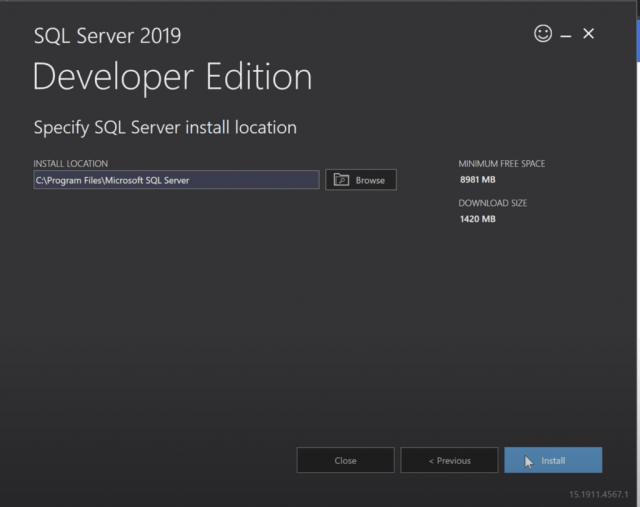 SQL Server 2019
Developer Edition
Specify SQL Server install location
INSTALL LOCATION
C:\Program Files\Microsoft SQL Server
Browse
MINIMUM FREE SPACE
8981 MB
DOWNLOAD SIZE
1420 MB
Close
< Previous
Install
15.1911.4567.1